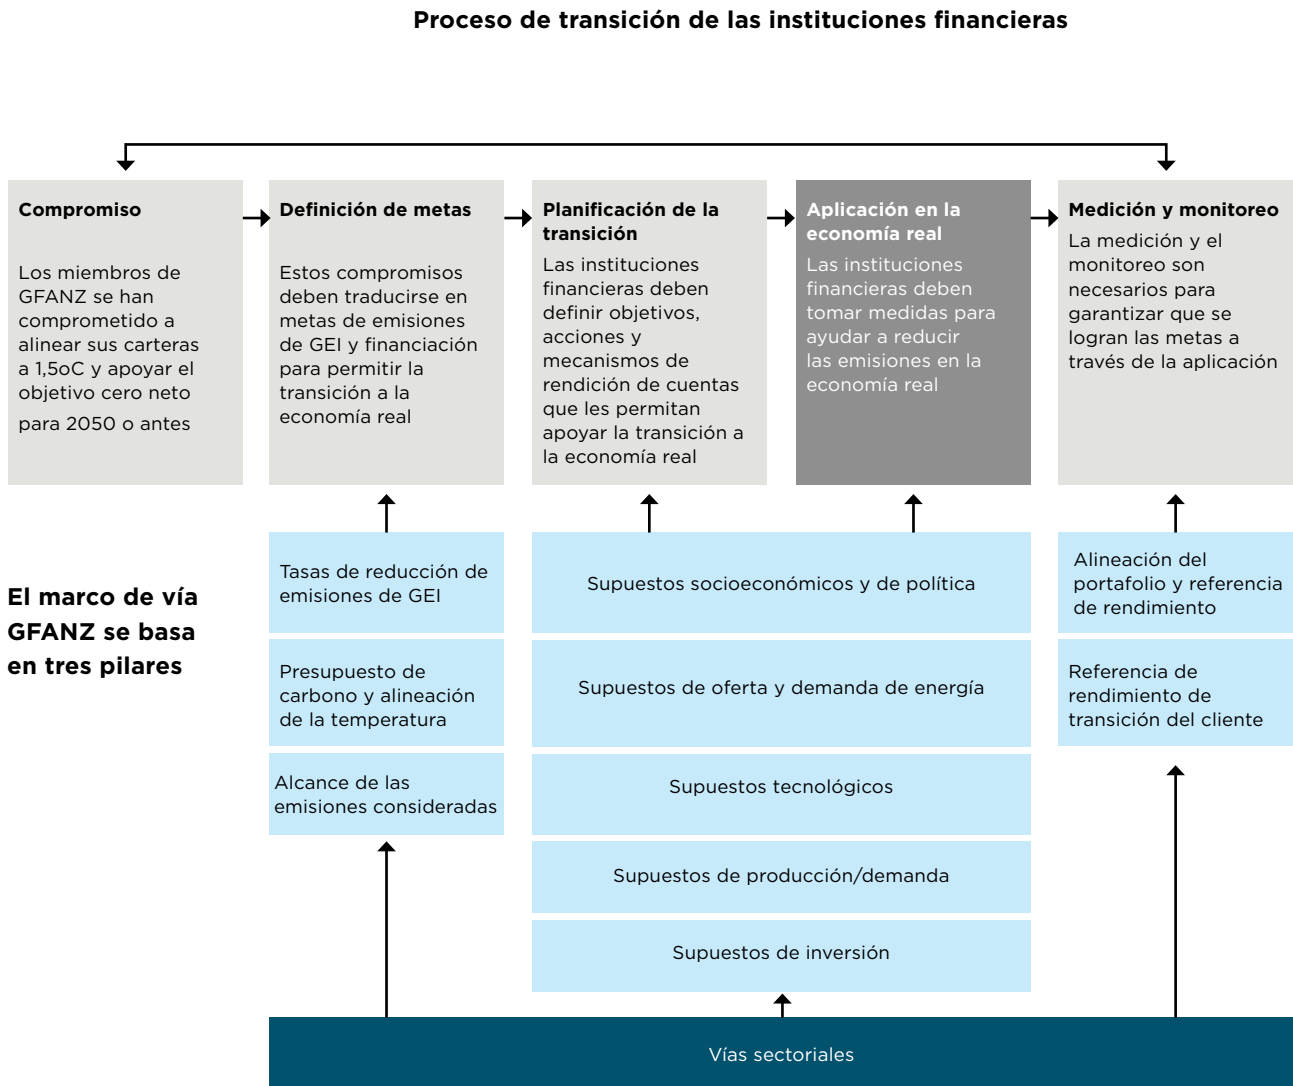 Proceso de transición de las instituciones financieras
Compromiso
Los miembros de
GFANZ se han
comprometido a
alinear sus carteras
a 1,5oC y apoyar el
objetivo cero neto
para 2050 o antes
Definición de metas
Estos compromisos
deben traducirse en
metas de emisiones
de GEI y financiación
para permitir la
transición a la
economía real
Planificación de la
transición
Las instituciones
financieras deben
definir objetivos,
acciones y
mecanismos de
rendición de cuentas
que les permitan
apoyar la transición a
la economía real
Aplicación en la
economía real
Las instituciones
financieras deben
tomar medidas para
ayudar a reducir
las emisiones en la
economía real
Medición y monitoreo
La medición y el
monitoreo son
necesarios para
garantizar que se
logran las metas a
través de la aplicación
El marco de vía
GFANZ se basa
en tres pilares
Tasas de reducción de
emisiones de GEI
Presupuesto de
carbono y alineación
de la temperatura
Alcance de las
emisiones consideradas
Supuestos socioeconómicos y de política
Supuestos de oferta y demanda de energía
Supuestos tecnológicos
Supuestos de producción/demanda
Supuestos de inversión
Alineación del
portafolio y referencia
de rendimiento
Referencia de
rendimiento de
transición del cliente
Vías sectoriales